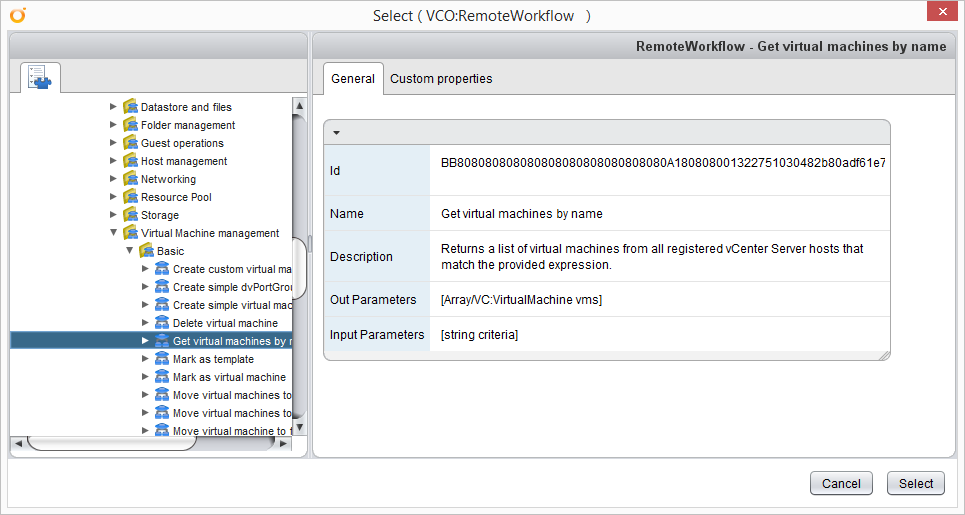 Select ( VCO:RemoteWorkflow )
RemoteWorkflow - Get virtual machines by name
General
Custom properties
Datastore and files
Folder management
Guest operations
Host management
Networking
Resource Pool
Storage
Virtual Machine management
Basic
Create custom virtual ma
Create simple dvPortGrou
Create simple virtual mac
Delete virtual machine
Get virtual machines by n
Mark as template
Mark as virtual machine
Move virtual machines to
Move virtual machines to
Move virtual machine to f
Id
BB80808080808080808080808080808080A180808001322751030482b80adf61e7
Name
Get virtual machines by name
Description
Returns a list of virtual machines from all registered vCenter Server hosts that
match the provided expression.
Out Parameters
[Array/VC:VirtualMachine vms]
Input Parameters
[string criteria]
Cancel
Select